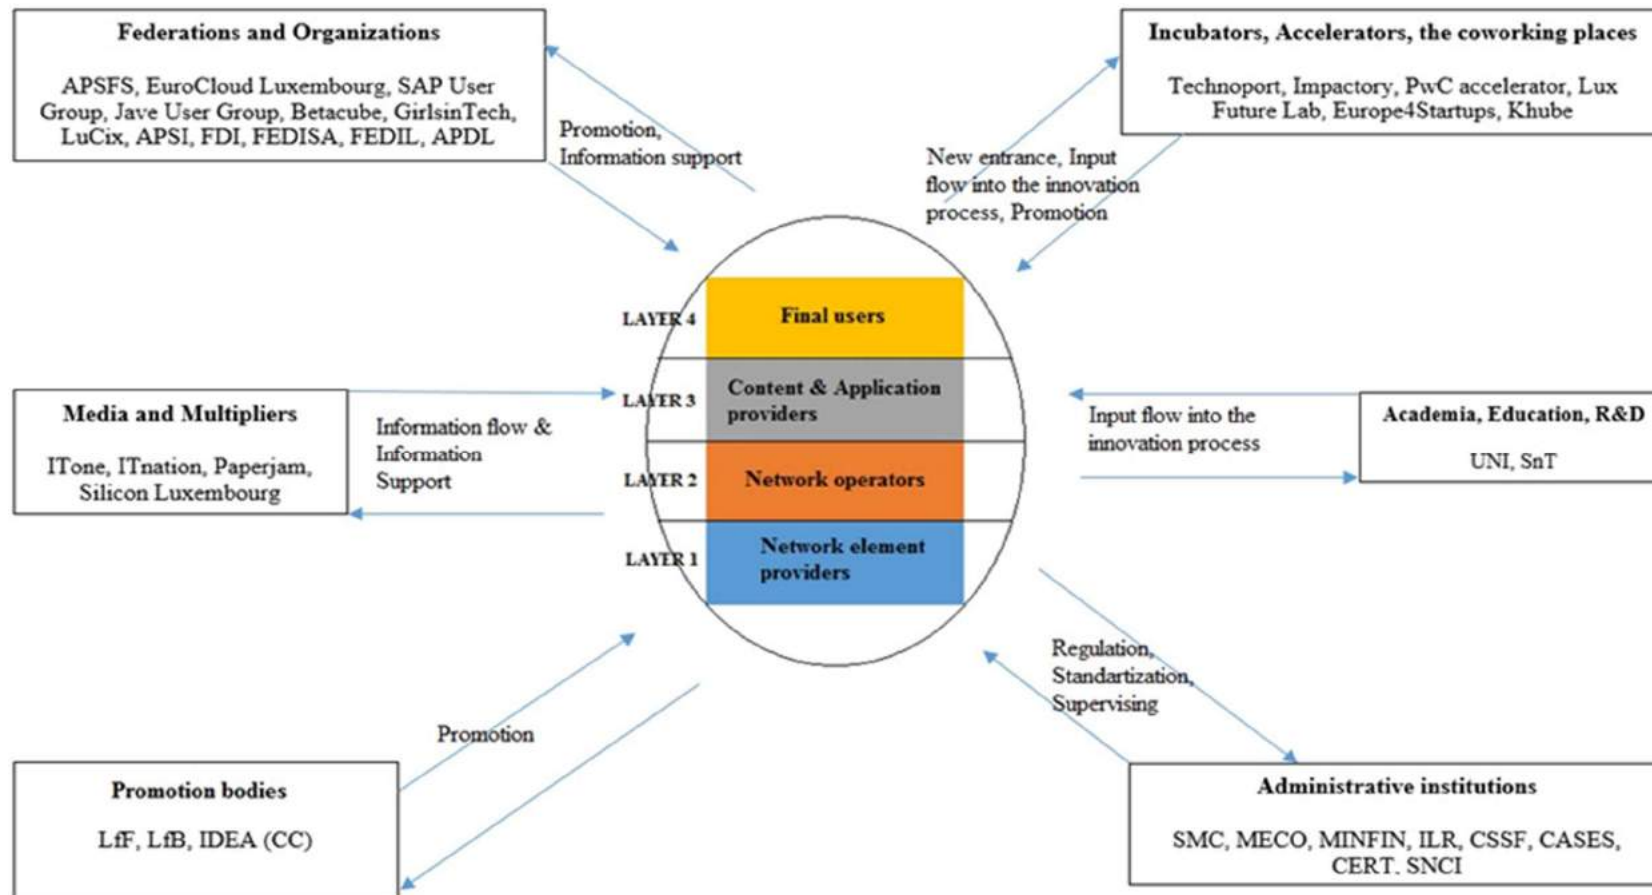 Federations and Organizations
APSFS, EuroCloud Luxembourg, SAP User
Group, Jave User Group, Betacube, GirlsinTech,
LuCix, APSI, FDI, FEDISA, FEDIL, APDL
Incubators, Accelerators, the coworking places
Technoport, Impactory, PwC accelerator, Lux
Future Lab, Europe4Startups, Khube
Promotion,
Information support
New entrance, Input
flow into the innovation
process, Promotion
LAYER 4
Final users
LAYER 3
Content & Application
providers
LAYER 2
Network operators
LAYER 1
Network element
providers
Media and Multipliers
ITone, ITnation, Paperjam,
Silicon Luxembourg
Information flow &
Information
Support
Input flow into the
innovation process
Academia, Education, R&D
UNI, SnT
Regulation,
Standartization,
Supervising
Promotion
Promotion bodies
LfF, LfB, IDEA (CC)
Administrative institutions
SMC, MECO, MINFIN, ILR, CSSF, CASES,
CERT. SNCI